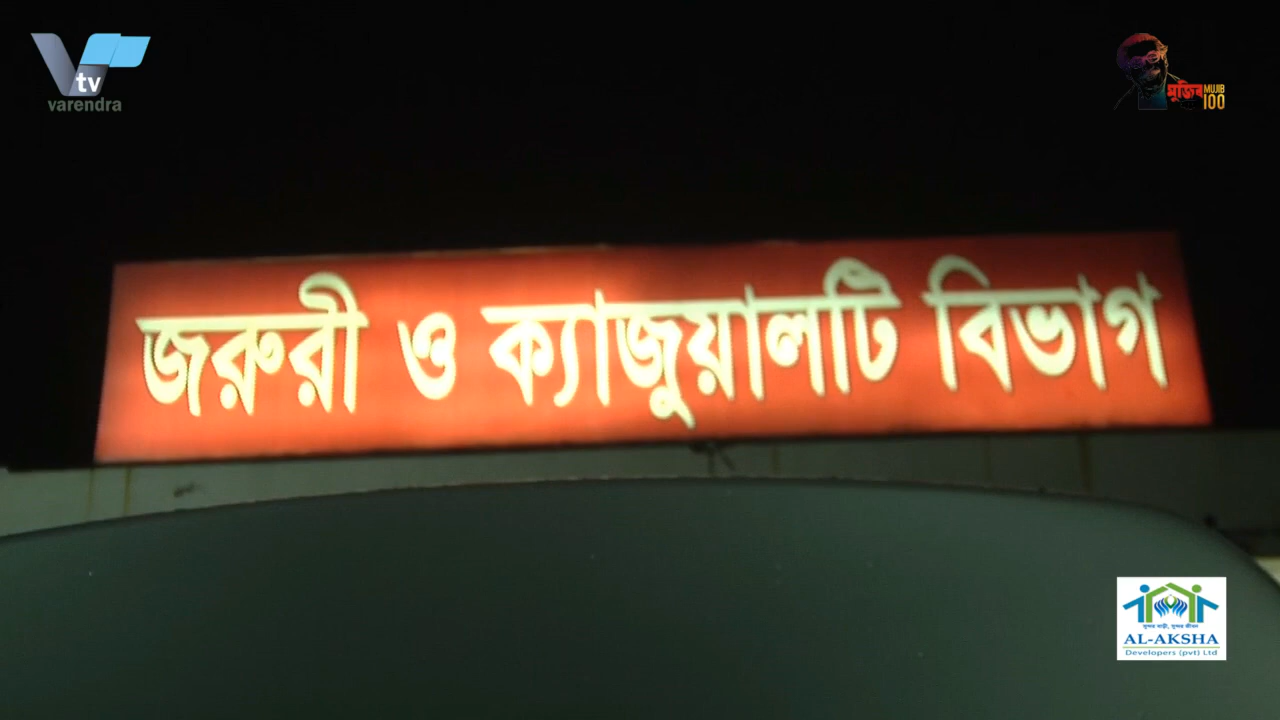 tv
varendra
মুজিব
MUJIB
100
জরুরী ও ক্যাজুয়ালটি বিভাগ
AL-AKSHA
Developers (pvt) Ltd